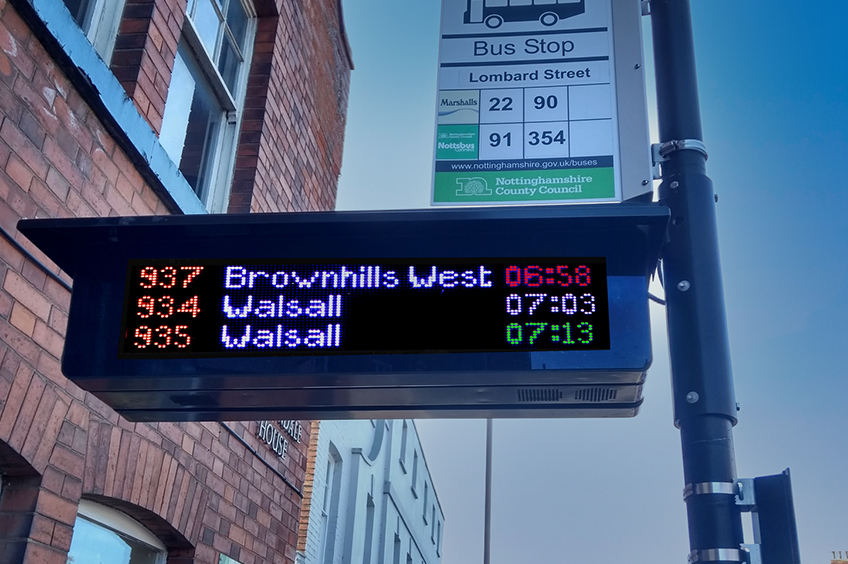 Bus Stop
Lombard Street
Marshalls 22 90
Nottsbus 91 354
www.nottinghamshire.gov.uk/buses
Nottinghamshire
County Council
937 Brownhills West 06:58
934 Walsall 07:03
935 Walsall 07:13
HOUSE